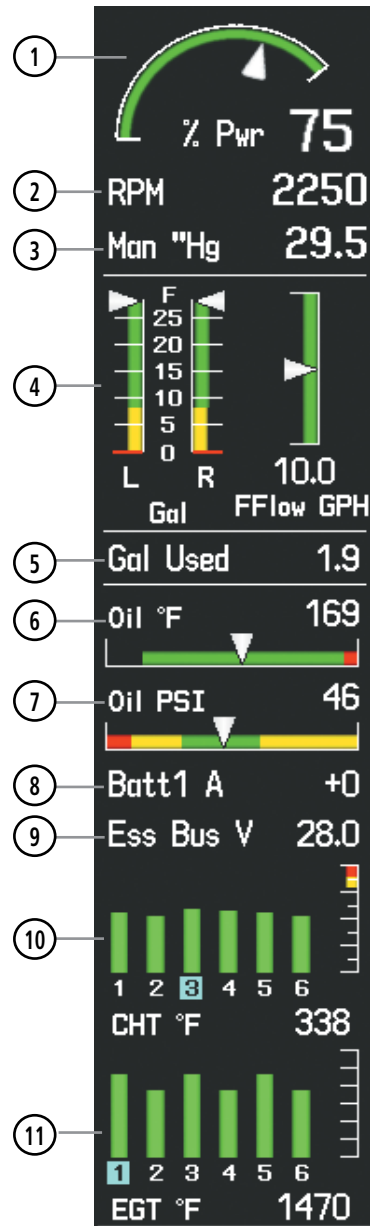 1
% Pwr 75
2 RPM 2250
3 Man "Hg 29.5
F
25
20
4 15
10
5
0
L R 10.0
Gal FFlow GPH
5 Gal Used 1.9
6 Oil °F 169
7 Oil PSI 46
8 Batt1 A +0
9 Ess Bus V 28.0
10
1 2 3 4 5 6
CHT °F 338
11
1 2 3 4 5 6
EGT °F 1470